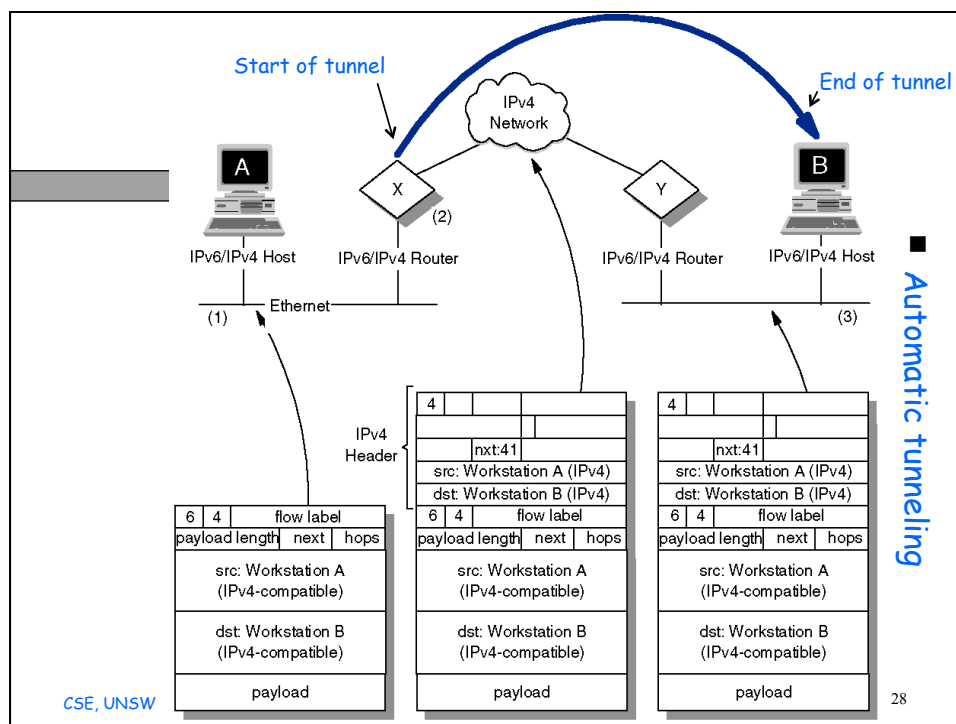 Start of tunnel
End of tunnel
IPv4
Network
A
X
(2)
Y
B
IPv6/IPv4 Host
IPv6/IPv4 Router
IPv6/IPv4 Router
IPv6/IPv4 Host
Ethernet
(1)
(3)
■ Automatic tunneling
IPv4
Header
6 4 flow label
payload length next hops
src: Workstation A
(IPv4-compatible)
dst: Workstation B
(IPv4-compatible)
payload
4
nxt:41
src: Workstation A (IPv4)
dst: Workstation B (IPv4)
6 4 flow label
payload length next hops
src: Workstation A
(IPv4-compatible)
dst: Workstation B
(IPv4-compatible)
payload
4
nxt:41
src: Workstation A (IPv4)
dst: Workstation B (IPv4)
6 4 flow label
payload length next hops
src: Workstation A
(IPv4-compatible)
dst: Workstation B
(IPv4-compatible)
payload
CSE, UNSW
28